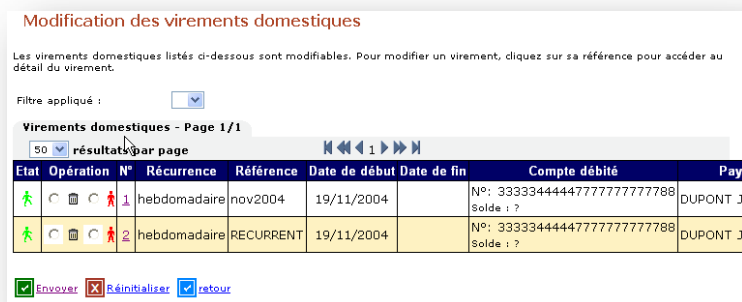 Modification des virements domestiques
Les virements domestiques listés ci-dessous sont modifiables. Pour modifier un virement, cliquez sur sa référence pour accéder au
détail du virement.
Filtre appliqué :
Virements domestiques - Page 1/1
50 résultats par page 1
Etat Opération N° Récurrence Référence Date de début Date de fin Compte débité Pay
1 hebdomadaire nov2004 19/11/2004 N°: 33333444447777777777788 DUPONT J
Solde : ?
2 hebdomadaire RECURRENT 19/11/2004 N°: 33333444447777777777788 DUPONT J
Solde : ?
Envoyer Réinitialiser retour